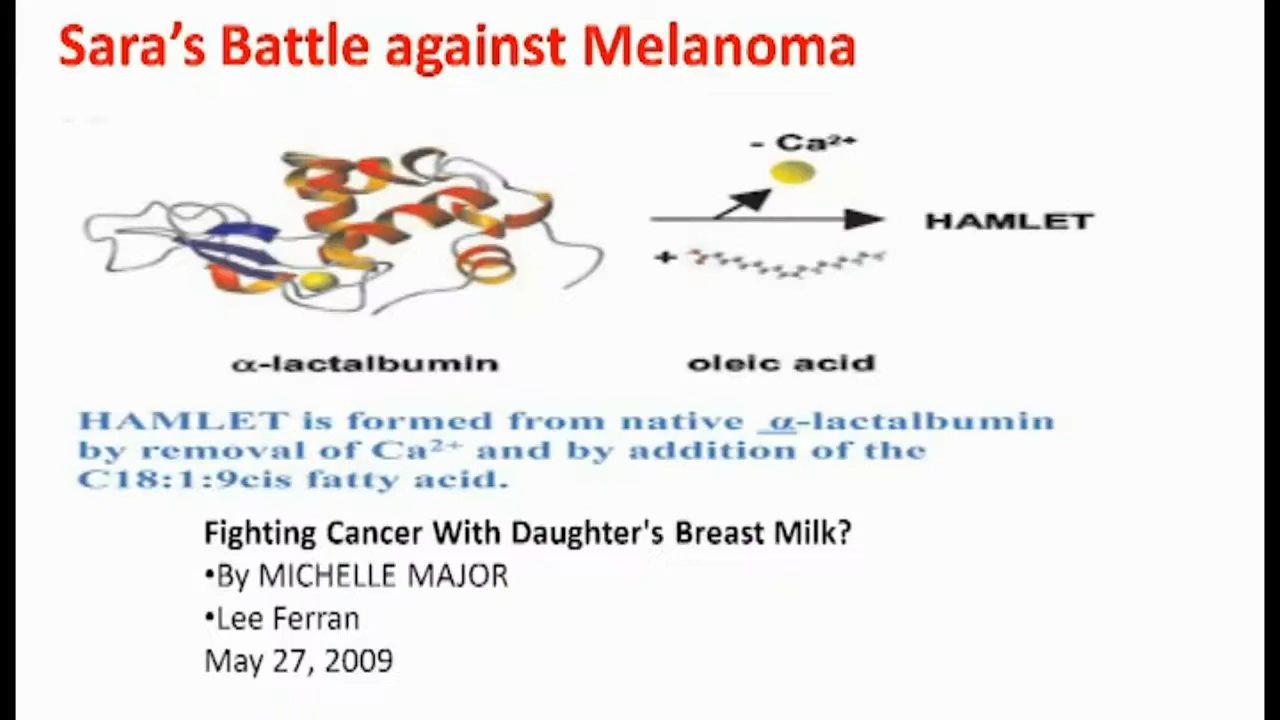 Sara's Battle against Melanoma
- Ca²⁺
HAMLET
+
α-lactalbumin
oleic acid
HAMLET is formed from native α-lactalbumin
by removal of Ca²⁺ and by addition of the
C18:1:9cis fatty acid.
Fighting Cancer With Daughter's Breast Milk?
•By MICHELLE MAJOR
•Lee Ferran
May 27, 2009